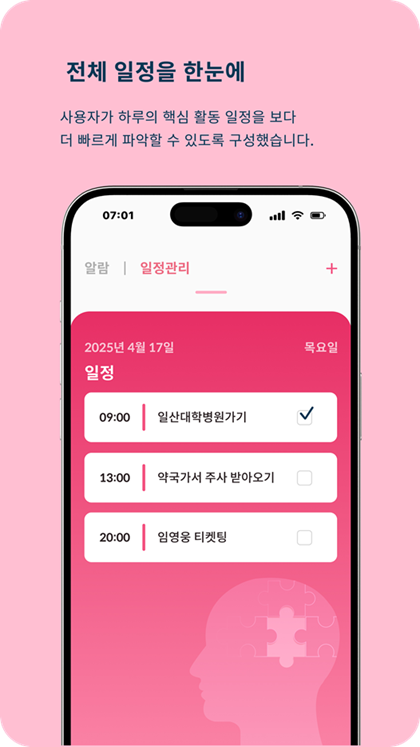 전체 일정을 한눈에
사용자가 하루의 핵심 활동 일정을 보다
더 빠르게 파악할 수 있도록 구성했습니다.
07:01
알람 | 일정관리 +
2025년 4월 17일 목요일
일정
09:00 일산대학병원가기
13:00 약국가서 주사 받아오기
20:00 임영웅 티켓팅